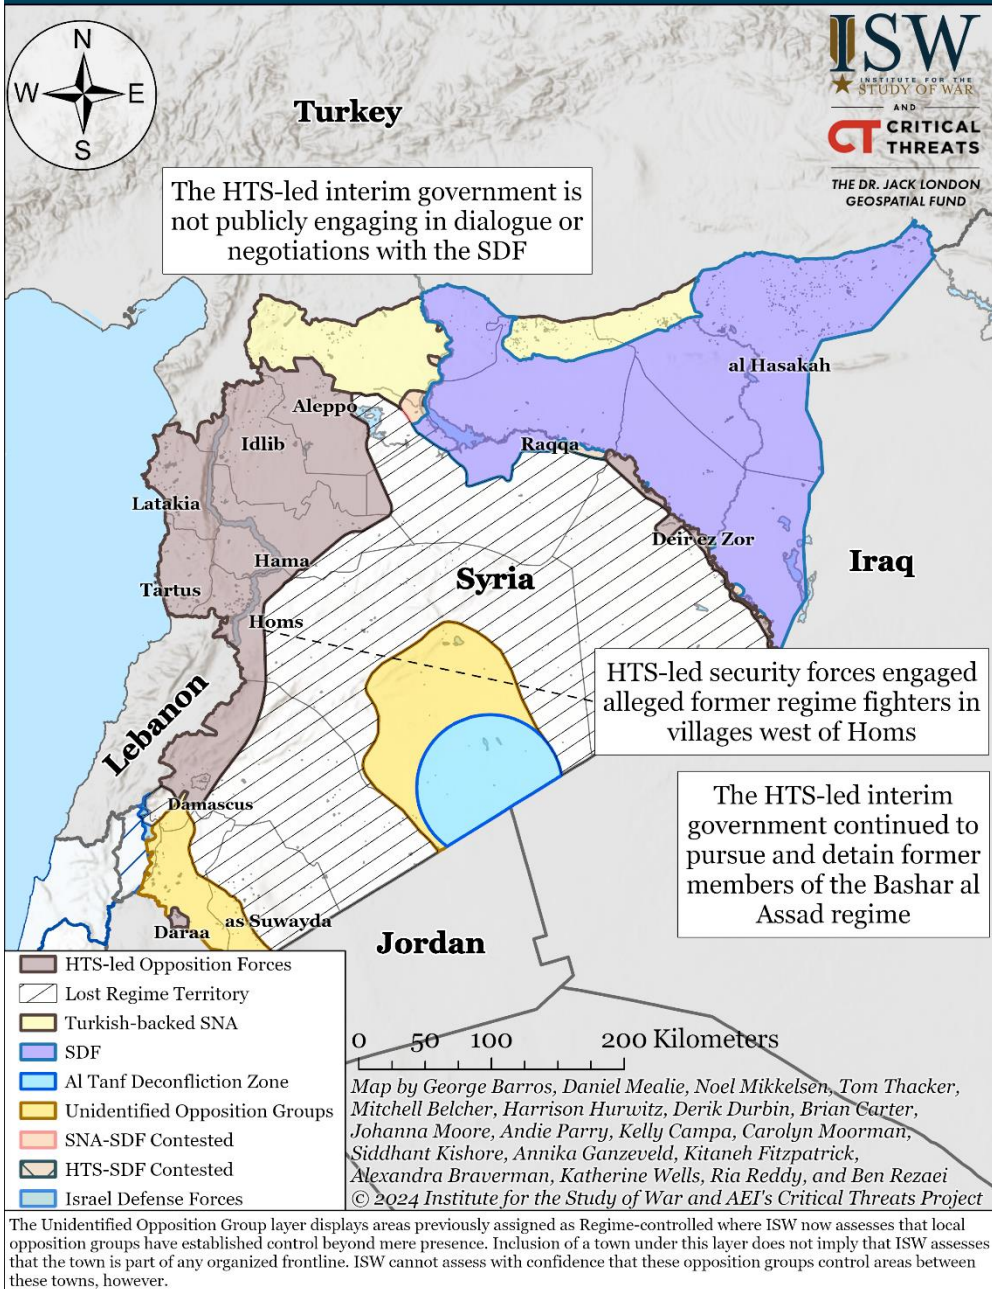 N
W
E
S
ISW
INSTITUTE FOR THE
STUDY OF WAR
AND
CT CRITICAL
THREATS
THE DR. JACK LONDON
GEOSPATIAL FUND
Turkey
The HTS-led interim government is
not publicly engaging in dialogue or
negotiations with the SDF
al Hasakah
Aleppo
Idlib
Raqqa
Latakia
Deir ez Zor
Iraq
Hama
Syria
Tartus
Homs
HTS-led security forces engaged
alleged former regime fighters in
villages west of Homs
Lebanon
Damascus
The HTS-led interim
government continued to
pursue and detain former
members of the Bashar al
Assad regime
as Suwayda
Daraa
Jordan
HTS-led Opposition Forces
Lost Regime Territory
Turkish-backed SNA
SDF
Al Tanf Deconfliction Zone
Unidentified Opposition Groups
SNA-SDF Contested
HTS-SDF Contested
Israel Defense Forces
0 50 100 200 Kilometers
Map by George Barros, Daniel Mealie, Noel Mikkelsen, Tom Thacker,
Mitchell Belcher, Harrison Hurwitz, Derik Durbin, Brian Carter,
Johanna Moore, Andie Parry, Kelly Campa, Carolyn Moorman,
Siddhant Kishore, Annika Ganzeveld, Kitaneh Fitzpatrick,
Alexandra Braverman, Katherine Wells, Ria Reddy, and Ben Rezaei
© 2024 Institute for the Study of War and AEI's Critical Threats Project
The Unidentified Opposition Group layer displays areas previously assigned as Regime-controlled where ISW now assesses that local
opposition groups have established control beyond mere presence. Inclusion of a town under this layer does not imply that ISW assesses
that the town is part of any organized frontline. ISW cannot assess with confidence that these opposition groups control areas between
these towns, however.